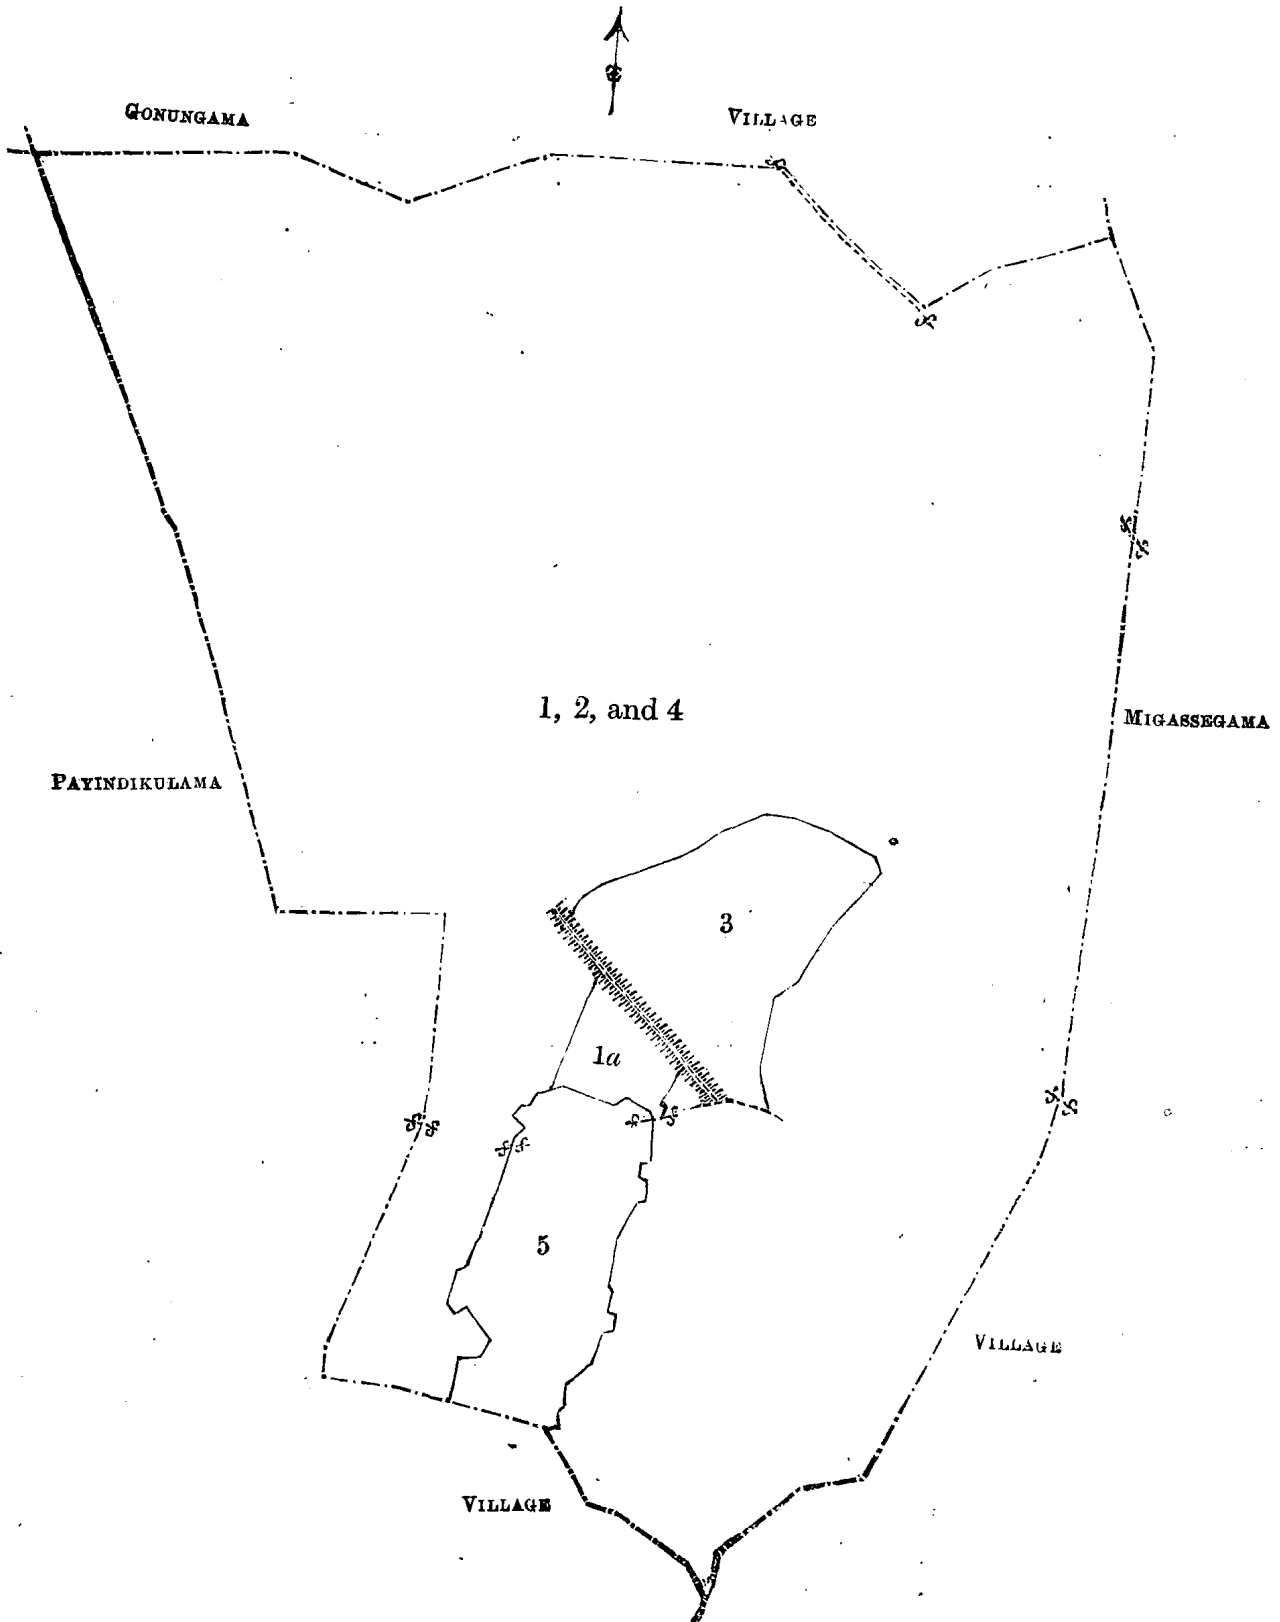 GONUNGAMA VILLAGE
1, 2, and 4
MIGASSEGAMA
PAYINDIKULAMA
3
1a
5
VILLAGE
VILLAGE